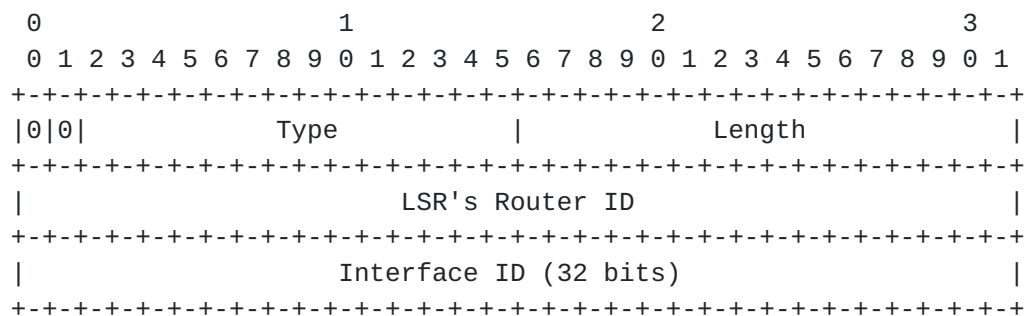 0                   1                   2                   3
 0 1 2 3 4 5 6 7 8 9 0 1 2 3 4 5 6 7 8 9 0 1 2 3 4 5 6 7 8 9 0 1
+-+-+-+-+-+-+-+-+-+-+-+-+-+-+-+-+-+-+-+-+-+-+-+-+-+-+-+-+-+-+-+-+
|0|0|            Type           |            Length             |
+-+-+-+-+-+-+-+-+-+-+-+-+-+-+-+-+-+-+-+-+-+-+-+-+-+-+-+-+-+-+-+-+
|                        LSR's Router ID                        |
+-+-+-+-+-+-+-+-+-+-+-+-+-+-+-+-+-+-+-+-+-+-+-+-+-+-+-+-+-+-+-+-+
|                    Interface ID (32 bits)                     |
+-+-+-+-+-+-+-+-+-+-+-+-+-+-+-+-+-+-+-+-+-+-+-+-+-+-+-+-+-+-+-+-+